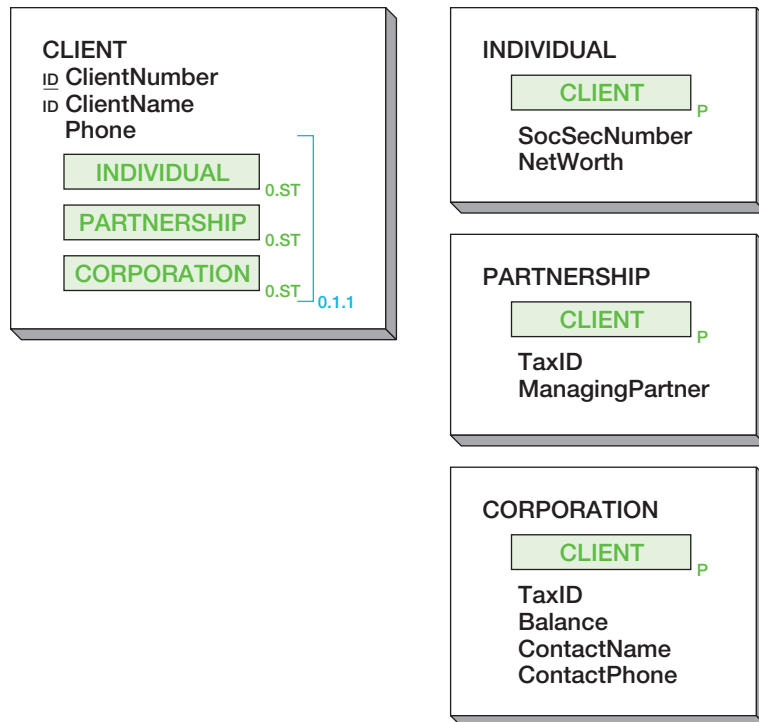 CLIENT
ID ClientNumber
ID ClientName
Phone
INDIVIDUAL
0.ST
PARTNERSHIP
0.ST
CORPORATION
0.ST
0.1.1
INDIVIDUAL
CLIENT
P
SocSecNumber
NetWorth
PARTNERSHIP
CLIENT
P
TaxID
ManagingPartner
CORPORATION
CLIENT
P
TaxID
Balance
ContactName
ContactPhone